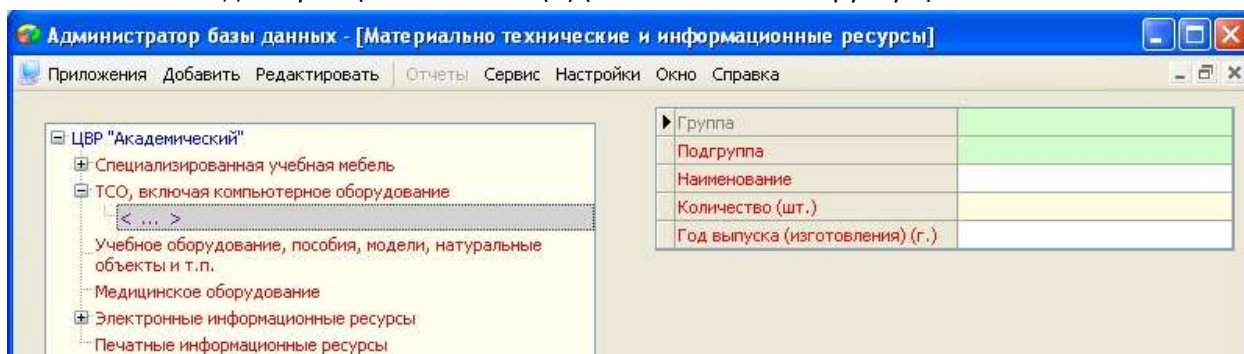 Администратор базы данных - [Материально технические и информационные ресурсы]
Приложения Добавить Редактировать Отчеты Сервис Настройки Окно Справка
ЦВР "Академический"
Специализированная учебная мебель
ТСО, включая компьютерное оборудование
< ... >
Учебное оборудование, пособия, модели, натуральные
объекты и т.п.
Медицинское оборудование
Электронные информационные ресурсы
Печатные информационные ресурсы
Группа
Подгруппа
Наименование
Количество (шт.)
Год выпуска (изготовления) (г.)